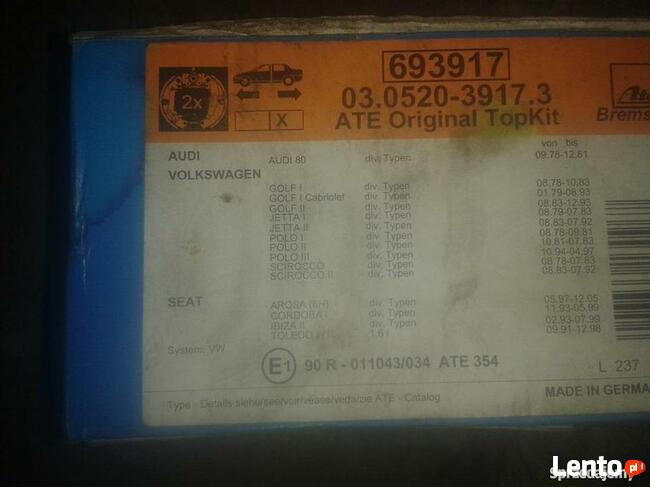 693917
2x
03.0520-3917.3
X
ATE Original TopKit
Brems
AUDI AUDI 80 div. Typen von bis 09.78-12.81
VOLKSWAGEN
GOLF I div. Typen 08.78-10.83
GOLF I Cabriolet div. Typen 01.79-08.93
GOLF II div. Typen 08.83-12.93
JETTA I div. Typen 08.79-07.83
JETTA II div. Typen 08.83-07.92
POLO I div. Typen 08.78-09.81
POLO II div. Typen 10.81-07.83
POLO III div. Typen 10.94-04.97
SCIROCCO div. Typen 08.78-07.83
SCIROCCO II div. Typen 08.83-07.92
SEAT AROSA (6H) div. Typen 05.97-12.05
CORDOBA I div. Typen 11.93-05.99
IBIZA II div. Typen 02.93-07.99
TOLEDO 1.6 i 09.91-12.98
System: VW
E1 90 R - 011043/034 ATE 354
L 237
MADE IN GERMA
Type - Details siehe/see/voir/véase/veda/zie ATE - Catalog
Lento.pl
Sprzedajemy